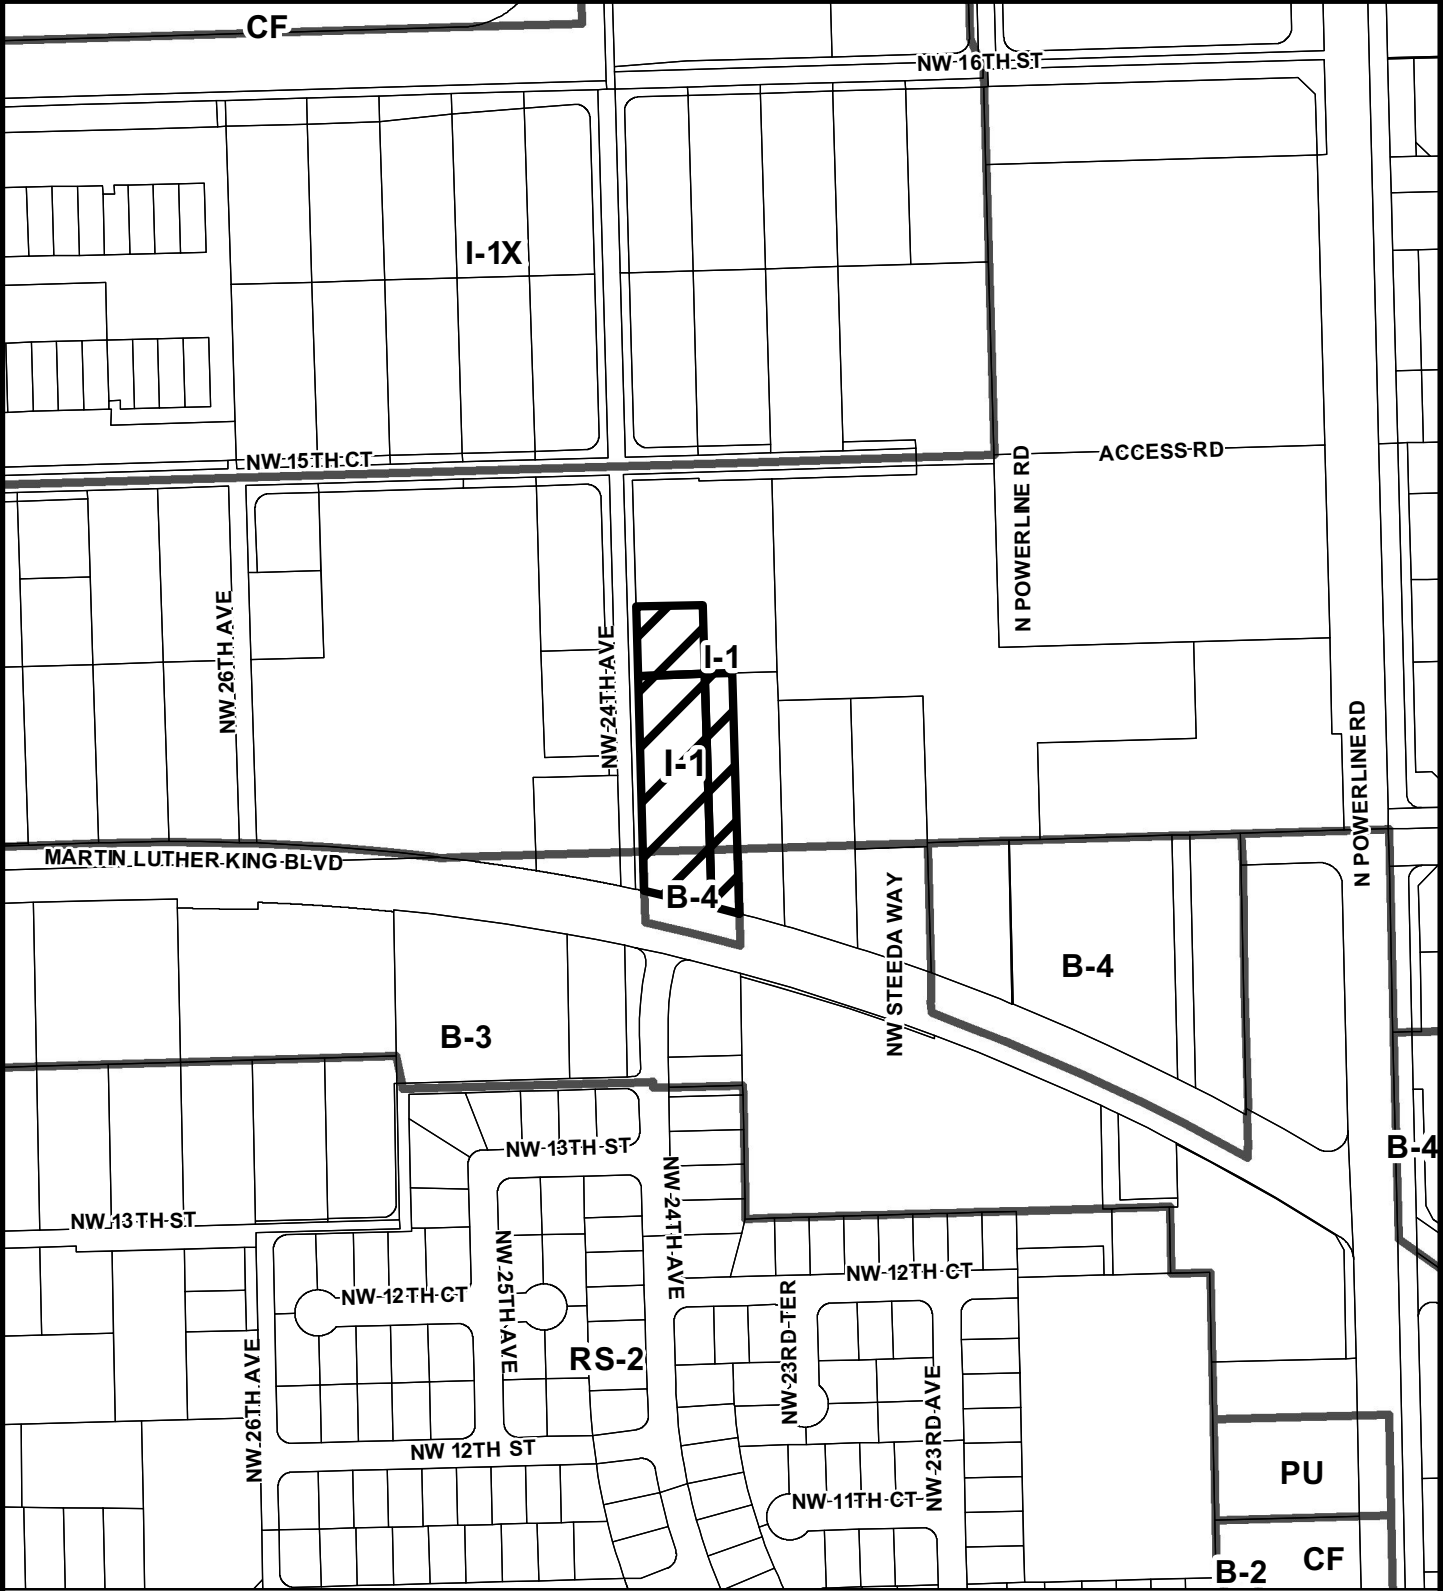 CF
NW 16TH ST
I-1X
NW 15TH CT
ACCESS RD
N POWERLINE RD
NW 26TH AVE
NW 24TH AVE
I-1
I-1
N POWERLINE RD
MARTIN LUTHER KING BLVD
B-4
NW STEEDA WAY
B-4
B-3
NW 13TH ST
B-4
NW 24TH AVE
NW 13TH ST
NW 25TH AVE
NW 12TH CT
NW 12TH CT
NW 23RD TER
RS-2
NW 26TH AVE
NW 23RD AVE
NW 12TH ST
PU
NW 11TH CT
CF
B-2